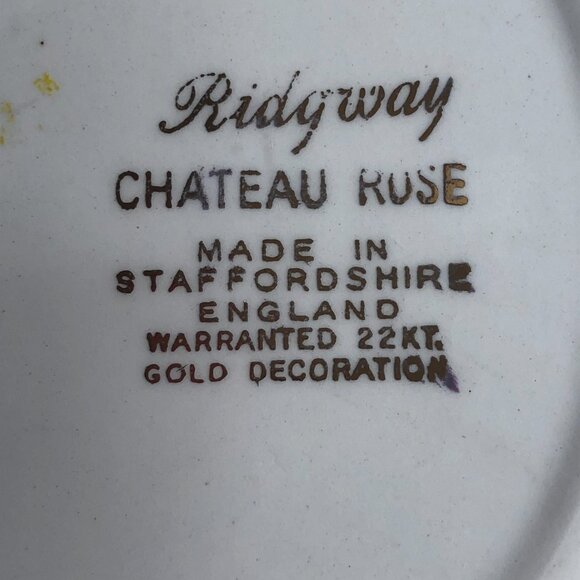 Ridgway
CHATEAU ROSE
MADE IN
STAFFORDSHIRE
ENGLAND
WARRANTED 22KT.
GOLD DECORATION